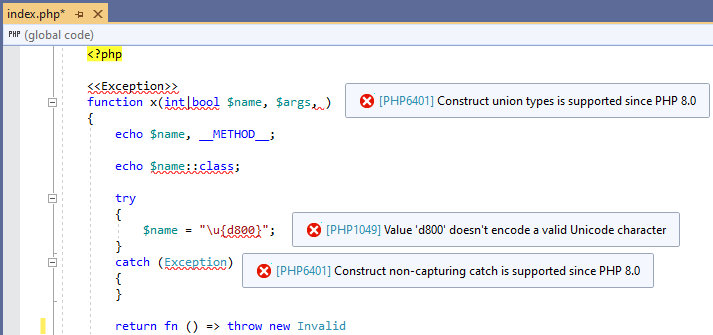 index.php*
PHP (global code)
<?php
<<Exception>>
function x(int|bool $name, $args, )
[PHP6401] Construct union types is supported since PHP 8.0
{
echo $name, __METHOD__;
echo $name::class;
try
{
$name = "\u{d800}";
[PHP1049] Value 'd800' doesn't encode a valid Unicode character
}
catch (Exception)
[PHP6401] Construct non-capturing catch is supported since PHP 8.0
{
}
return fn () => throw new Invalid